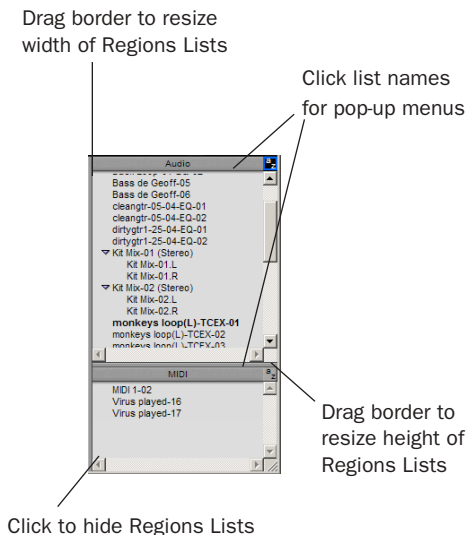 Drag border to resize
width of Regions Lists
Click list names
for pop-up menus
Audio
a z
Bass de Geoff-05
Bass de Geoff-06
cleangtr-05-04-EQ-01
cleangtr-05-04-EQ-02
dirtygtr1-25-04-EQ-01
dirtygtr1-25-04-EQ-02
Kit Mix-01 (Stereo)
Kit Mix-01.L
Kit Mix-01.R
Kit Mix-02 (Stereo)
Kit Mix-02.L
Kit Mix-02.R
monkeys loop(L)-TCEX-01
monkeys loop(L)-TCEX-02
monkeys loop(L)-TCEX-03
MIDI
a z
MIDI 1-02
Virus played-16
Virus played-17
Drag border to
resize height of
Regions Lists
Click to hide Regions Lists